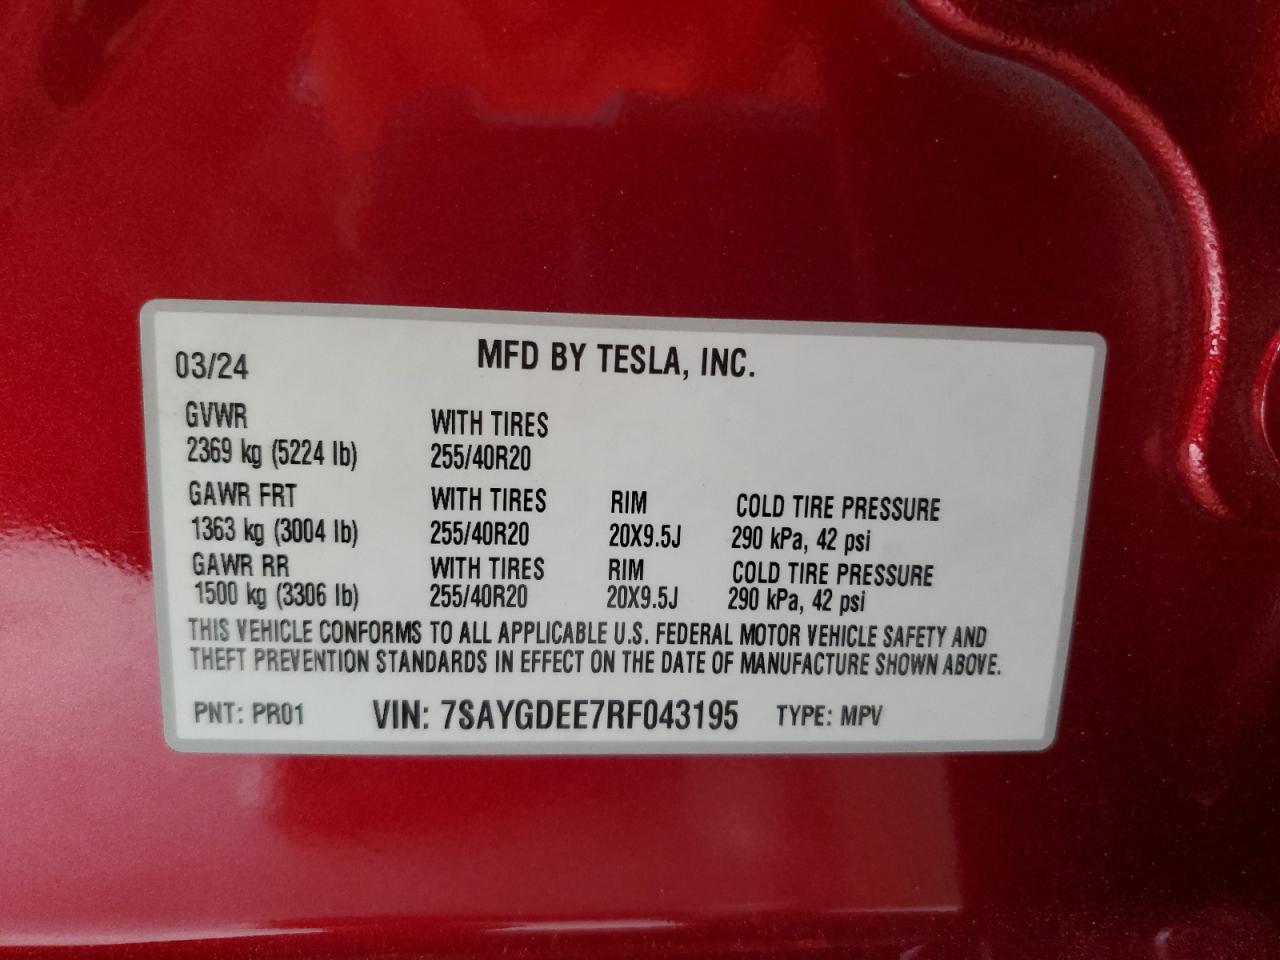 03/24 MFD BY TESLA, INC.
GVWR WITH TIRES
2369 kg (5224 lb) 255/40R20
GAWR FRT WITH TIRES RIM COLD TIRE PRESSURE
1363 kg (3004 lb) 255/40R20 20X9.5J 290 kPa, 42 psi
GAWR RR WITH TIRES RIM COLD TIRE PRESSURE
1500 kg (3306 lb) 255/40R20 20X9.5J 290 kPa, 42 psi
THIS VEHICLE CONFORMS TO ALL APPLICABLE U.S. FEDERAL MOTOR VEHICLE SAFETY AND
THEFT PREVENTION STANDARDS IN EFFECT ON THE DATE OF MANUFACTURE SHOWN ABOVE.
PNT: PR01 VIN: 7SAYGDEE7RF043195 TYPE: MPV